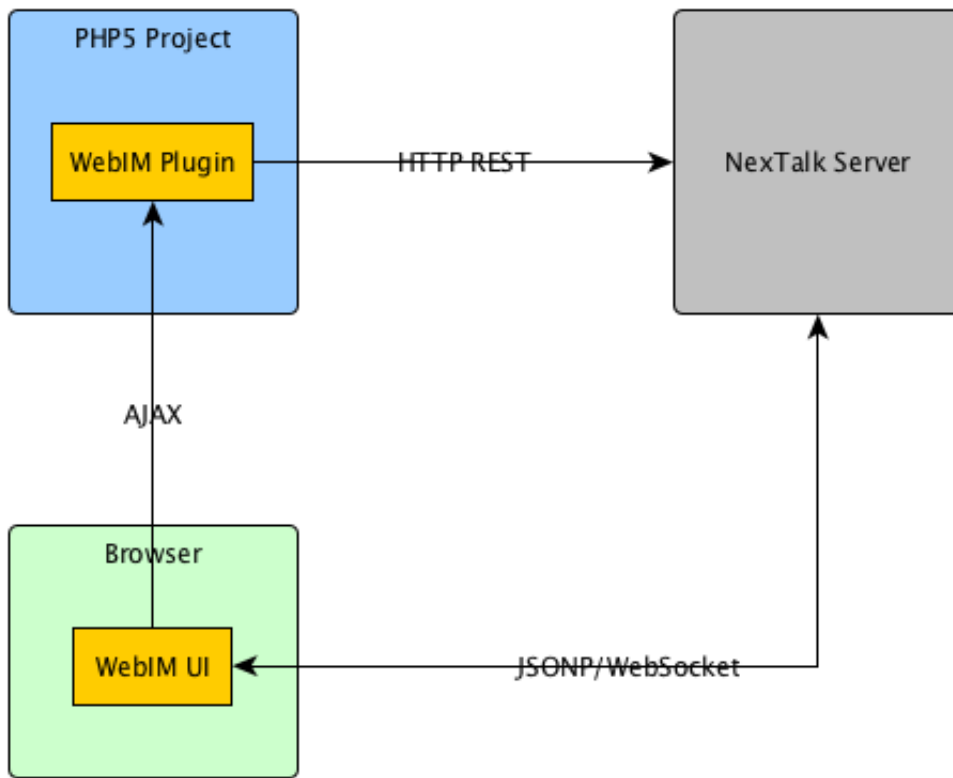 PHP5 Project
WebIM Plugin
HTTP REST
NexTalk Server
AJAX
Browser
WebIM UI
JSONP/WebSocket